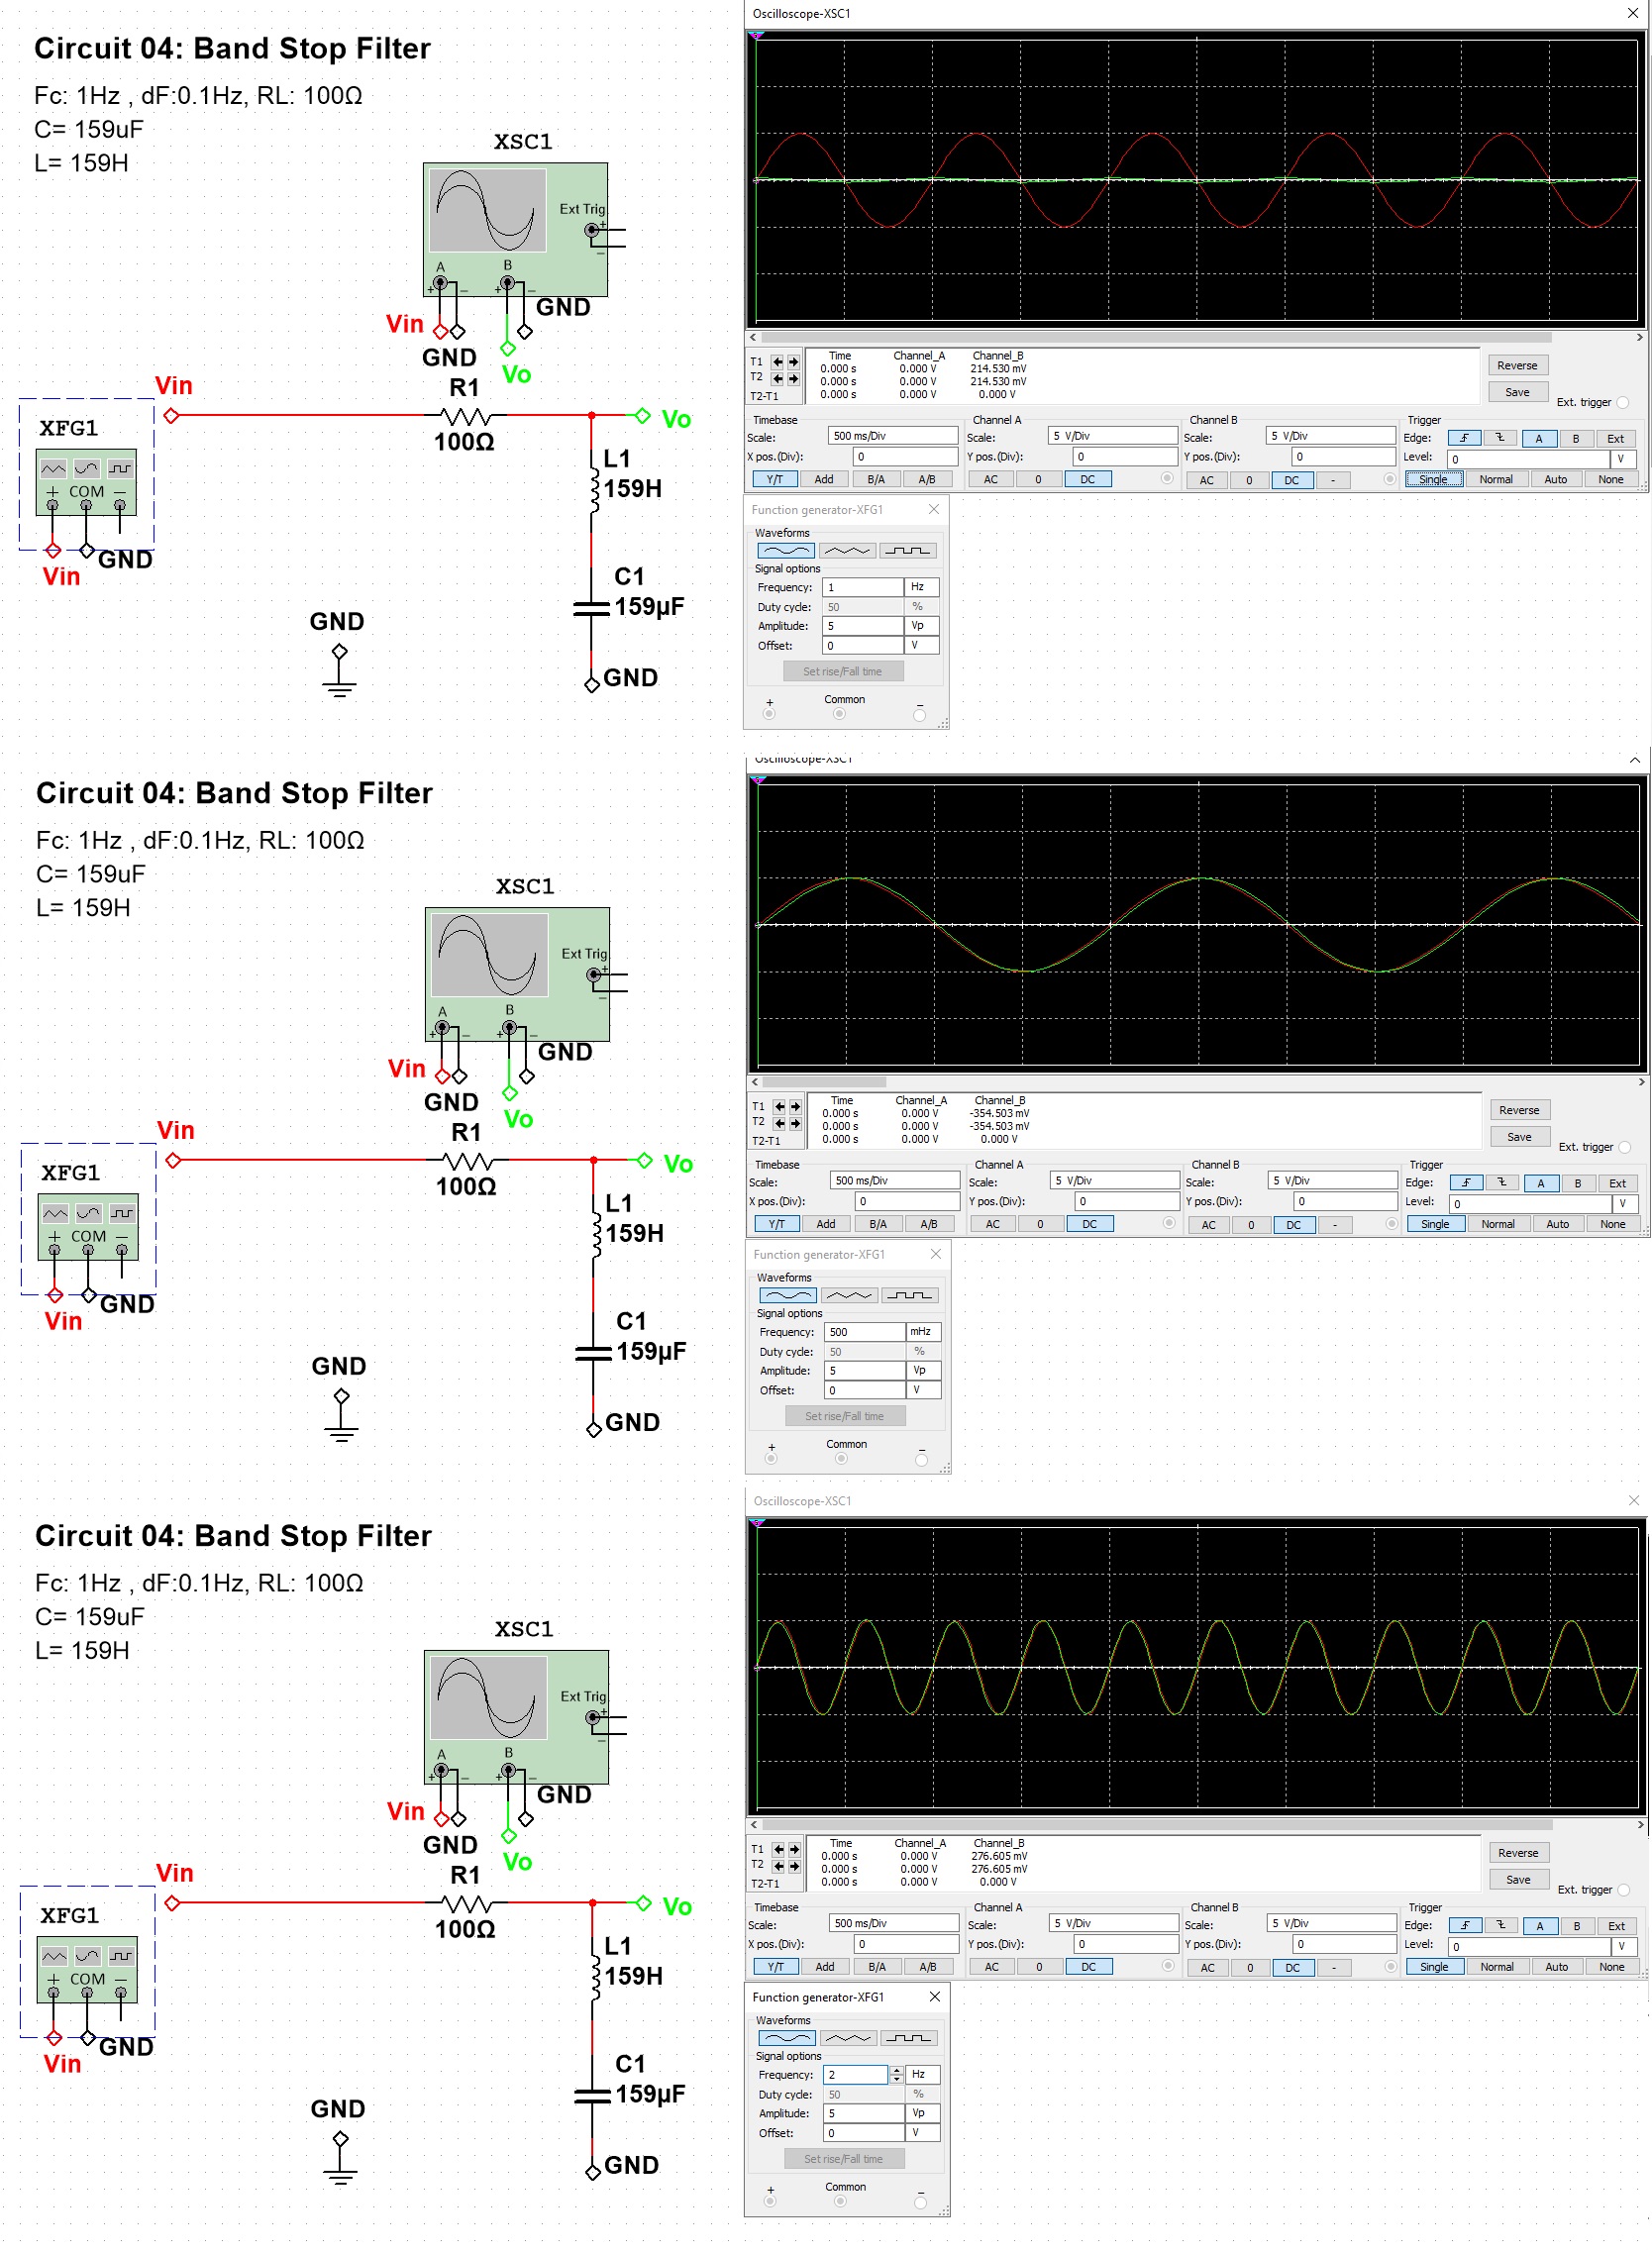 Oscilloscope-XSC1
Circuit 04: Band Stop Filter
Fc: 1Hz , dF:0.1Hz, RL: 100Ω
C= 159uF
L= 159H
XSC1
Ext Trig
+
−
A
B
+ − + −
GND
Vin
GND
Vo
R1
100Ω
Vin
Vo
XFG1
+ COM −
GND
Vin
L1
159H
C1
159µF
GND
GND
T1
T2
T2-T1
Time Channel_A Channel_B
0.000 s 0.000 V 214.530 mV
0.000 s 0.000 V 214.530 mV
0.000 s 0.000 V 0.000 V
Reverse
Save
Ext. trigger
Timebase
Scale: 500 ms/Div
X pos.(Div): 0
Y/T Add B/A A/B
Channel A
Scale: 5 V/Div
Y pos.(Div): 0
AC 0 DC
Channel B
Scale: 5 V/Div
Y pos.(Div): 0
AC 0 DC -
Trigger
Edge: A B Ext
Level: 0 V
Single Normal Auto None
Function generator-XFG1
Waveforms
Signal options
Frequency: 1 Hz
Duty cycle: 50 %
Amplitude: 5 Vp
Offset: 0 V
Set rise/Fall time
+ Common −
Oscilloscope-XSC1
Circuit 04: Band Stop Filter
Fc: 1Hz , dF:0.1Hz, RL: 100Ω
C= 159uF
L= 159H
XSC1
Ext Trig
+
−
A
B
+ − + −
GND
Vin
GND
Vo
R1
100Ω
Vin
Vo
XFG1
+ COM −
GND
Vin
L1
159H
C1
159µF
GND
GND
T1
T2
T2-T1
Time Channel_A Channel_B
0.000 s 0.000 V -354.503 mV
0.000 s 0.000 V -354.503 mV
0.000 s 0.000 V 0.000 V
Reverse
Save
Ext. trigger
Timebase
Scale: 500 ms/Div
X pos.(Div): 0
Y/T Add B/A A/B
Channel A
Scale: 5 V/Div
Y pos.(Div): 0
AC 0 DC
Channel B
Scale: 5 V/Div
Y pos.(Div): 0
AC 0 DC -
Trigger
Edge: A B Ext
Level: 0 V
Single Normal Auto None
Function generator-XFG1
Waveforms
Signal options
Frequency: 500 mHz
Duty cycle: 50 %
Amplitude: 5 Vp
Offset: 0 V
Set rise/Fall time
+ Common −
Oscilloscope-XSC1
Circuit 04: Band Stop Filter
Fc: 1Hz , dF:0.1Hz, RL: 100Ω
C= 159uF
L= 159H
XSC1
Ext Trig
+
−
A
B
+ − + −
GND
Vin
GND
Vo
R1
100Ω
Vin
Vo
XFG1
+ COM −
GND
Vin
L1
159H
C1
159µF
GND
GND
T1
T2
T2-T1
Time Channel_A Channel_B
0.000 s 0.000 V 276.605 mV
0.000 s 0.000 V 276.605 mV
0.000 s 0.000 V 0.000 V
Reverse
Save
Ext. trigger
Timebase
Scale: 500 ms/Div
X pos.(Div): 0
Y/T Add B/A A/B
Channel A
Scale: 5 V/Div
Y pos.(Div): 0
AC 0 DC
Channel B
Scale: 5 V/Div
Y pos.(Div): 0
AC 0 DC -
Trigger
Edge: A B Ext
Level: 0 V
Single Normal Auto None
Function generator-XFG1
Waveforms
Signal options
Frequency: 2 Hz
Duty cycle: 50 %
Amplitude: 5 Vp
Offset: 0 V
Set rise/Fall time
+ Common −